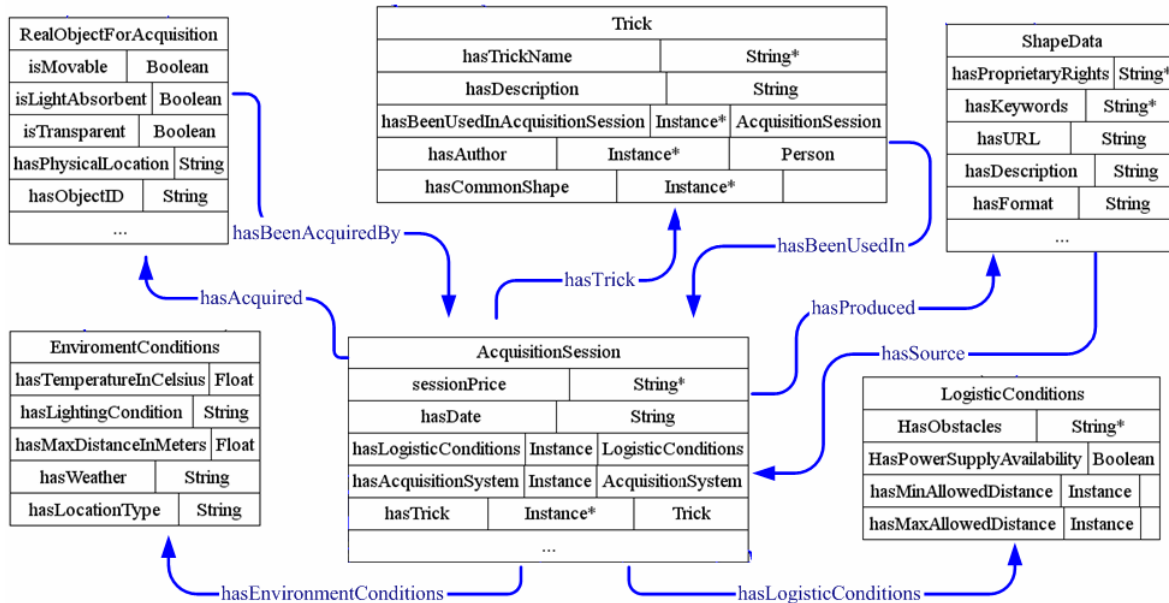 RealObjectForAcquisition
isMovable Boolean
isLightAbsorbent Boolean
isTransparent Boolean
hasPhysicalLocation String
hasObjectID String
...
Trick
hasTrickName String*
hasDescription String
hasBeenUsedInAcquisitionSession Instance* AcquisitionSession
hasAuthor Instance* Person
hasCommonShape Instance*
ShapeData
hasProprietaryRights String*
hasKeywords String*
hasURL String
hasDescription String
hasFormat String
...
hasBeenAcquiredBy
hasBeenUsedIn
hasTrick
hasAcquired
hasProduced
hasSource
EnviromentConditions
hasTemperatureInCelsius Float
hasLightingCondition String
hasMaxDistanceInMeters Float
hasWeather String
hasLocationType String
AcquisitionSession
sessionPrice String*
hasDate String
hasLogisticConditions Instance LogisticConditions
hasAcquisitionSystem Instance AcquisitionSystem
hasTrick Instance* Trick
...
LogisticConditions
HasObstacles String*
HasPowerSupplyAvailability Boolean
hasMinAllowedDistance Instance
hasMaxAllowedDistance Instance
hasEnvironmentConditions
hasLogisticConditions